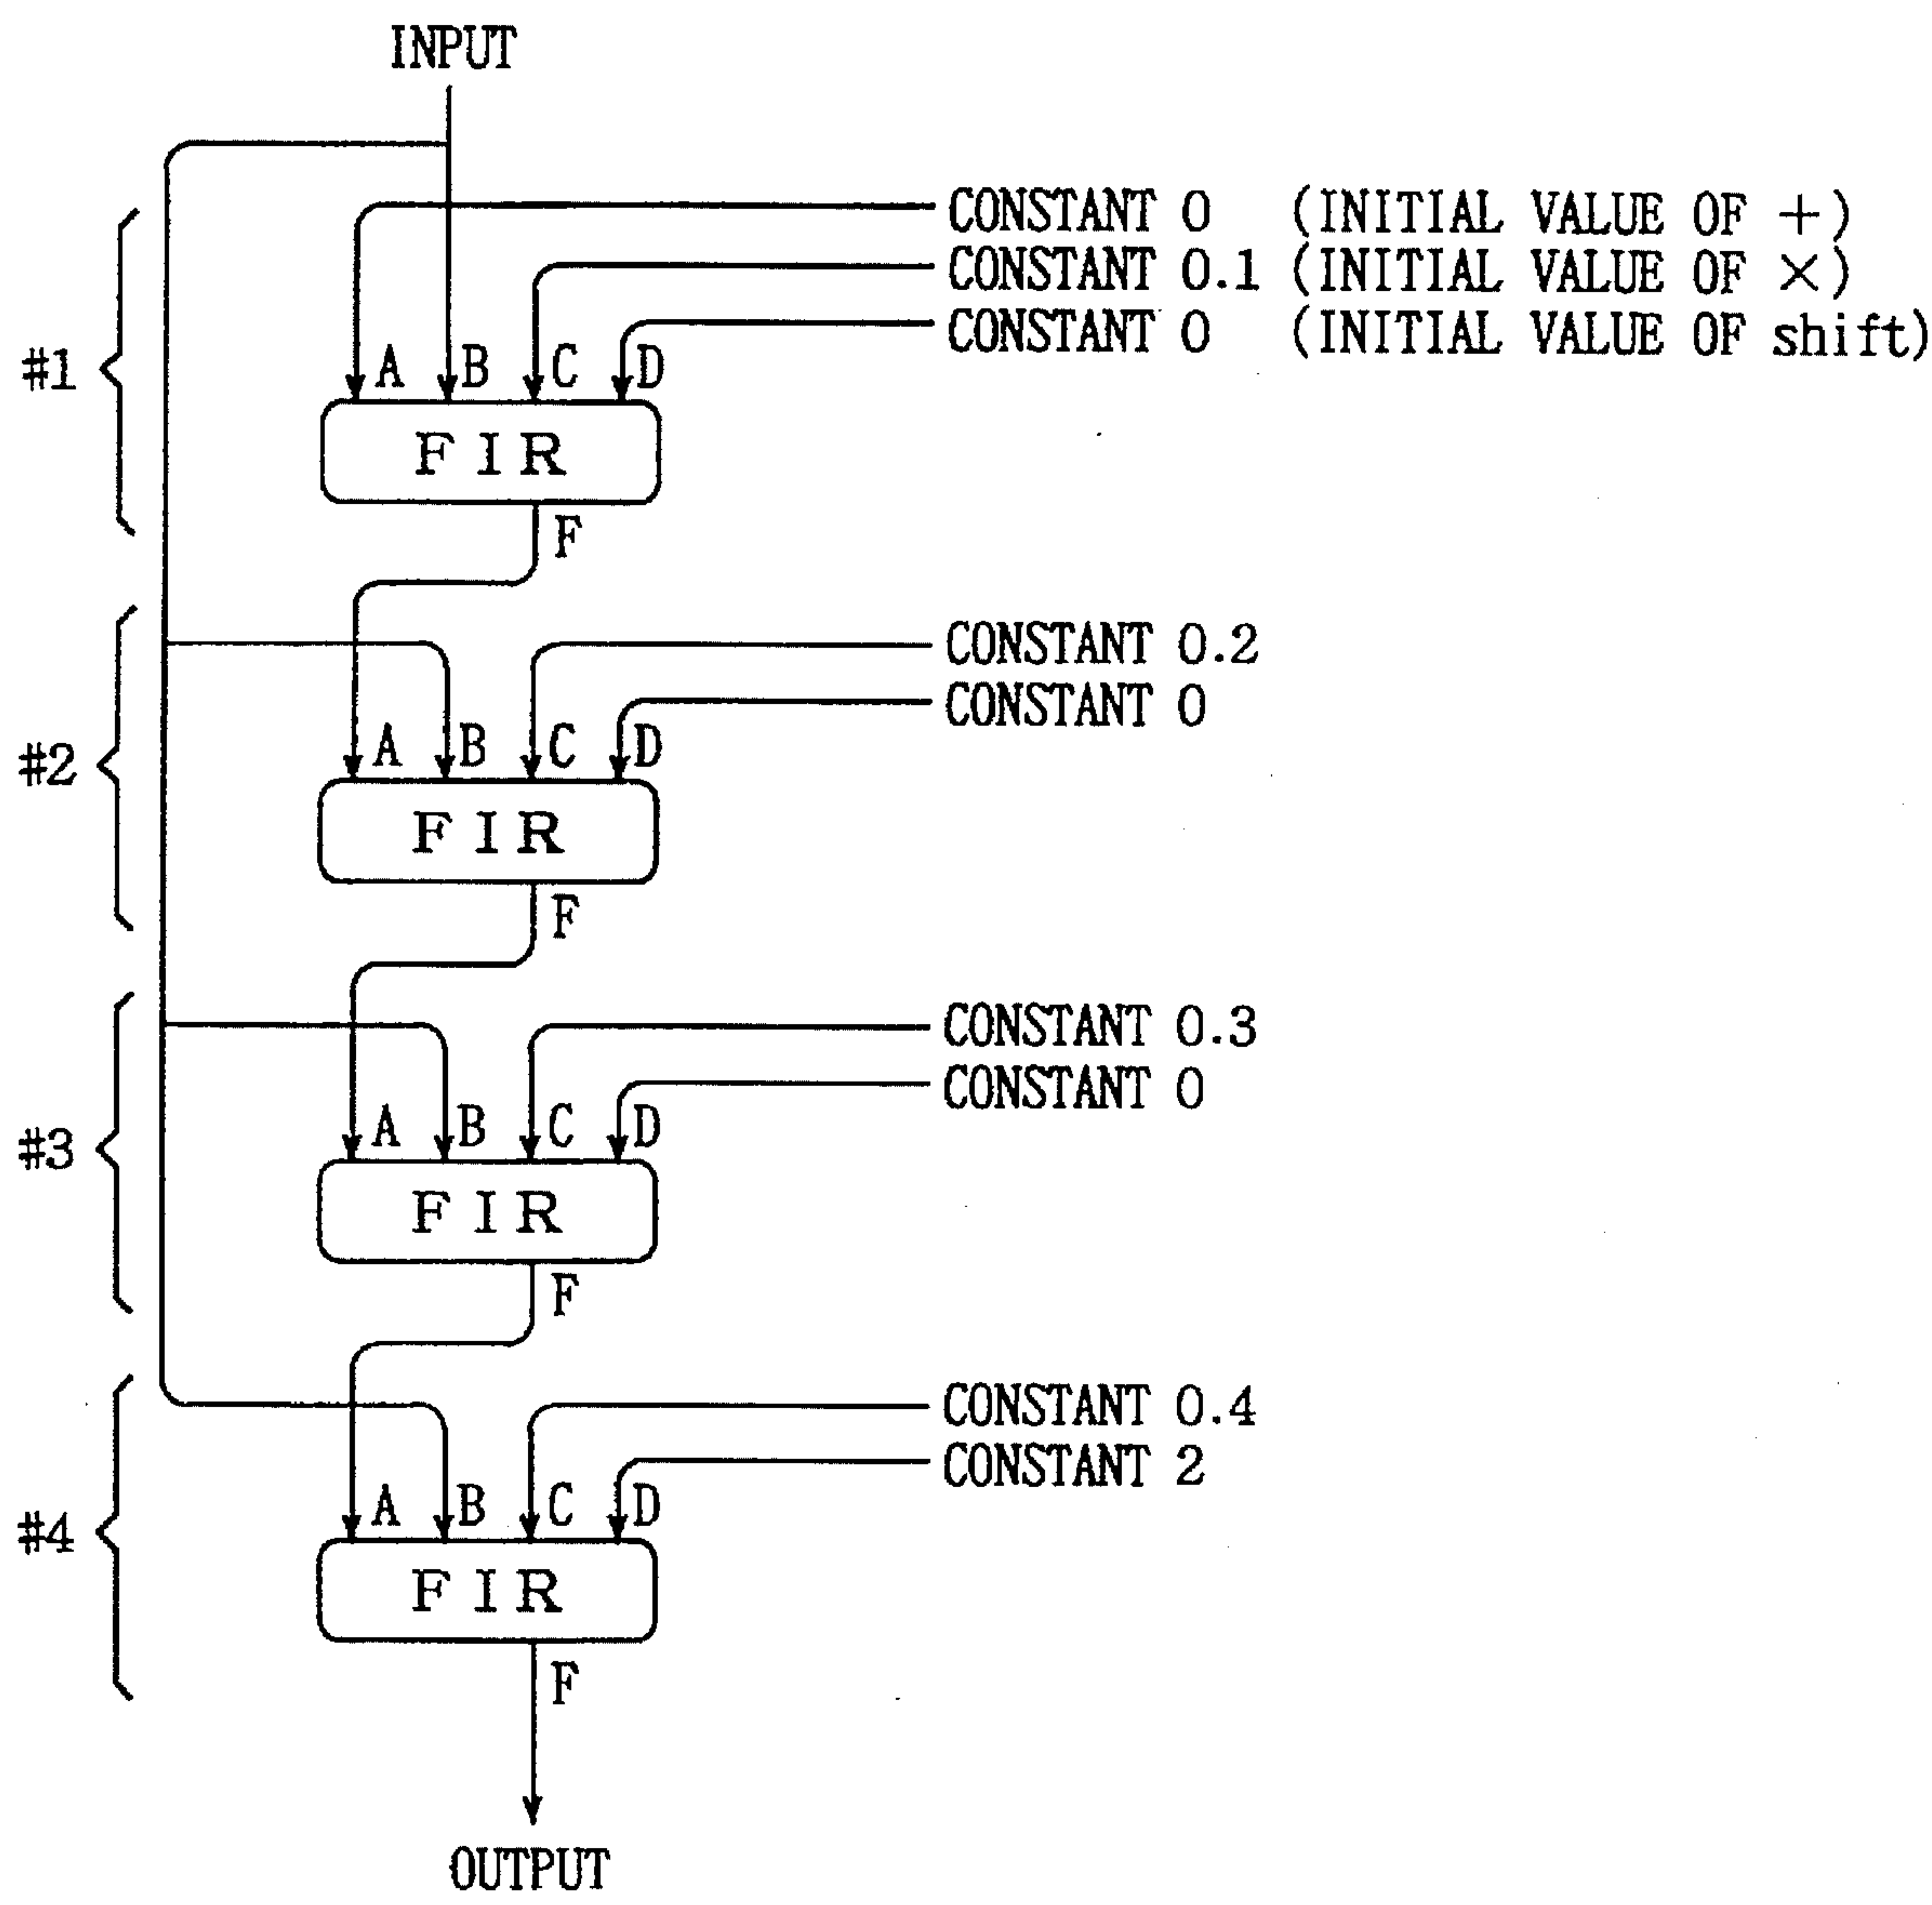 INPUT
CONSTANT 0 (INITIAL VALUE OF +)
CONSTANT 0.1 (INITIAL VALUE OF ×)
CONSTANT 0 (INITIAL VALUE OF shift)
#1
A B C D
FIR
F
CONSTANT 0.2
CONSTANT 0
#2
A B C D
FIR
F
CONSTANT 0.3
CONSTANT 0
#3
A B C D
FIR
F
CONSTANT 0.4
CONSTANT 2
#4
A B C D
FIR
F
OUTPUT